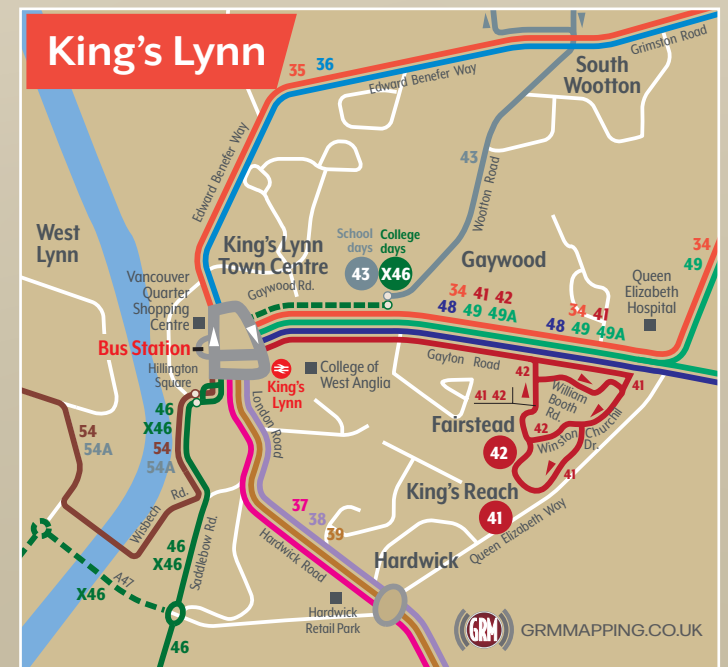 King's Lynn
35 36
Edward Benefer Way
Grimston Road
South
Wootton
43
Wootton Road
Edward Benefer Way
West
Lynn
King's Lynn
Town Centre
School
days
College
days
43
X46
Gaywood
Gaywood Rd.
34
49
Queen
Elizabeth
Hospital
Vancouver
Quarter
Shopping
Centre
34 41 42
48 49 49A
34 41
48 49 49A
Bus Station
Hillington
Square
King's
Lynn
College of
West Anglia
Gayton Road
42
41
41 42
William
Booth
Rd.
Winston Churchill
Dr.
42
41
Fairstead
42
King's Reach
41
Queen Elizabeth Way
London Road
46
X46
54
54A
54
54A
Wisbech Rd.
Saddlebow Rd.
37
38
39
Hardwick Road
Hardwick
46
X46
A47
X46
46
Hardwick
Retail Park
GRM
GRMMAPPING.CO.UK